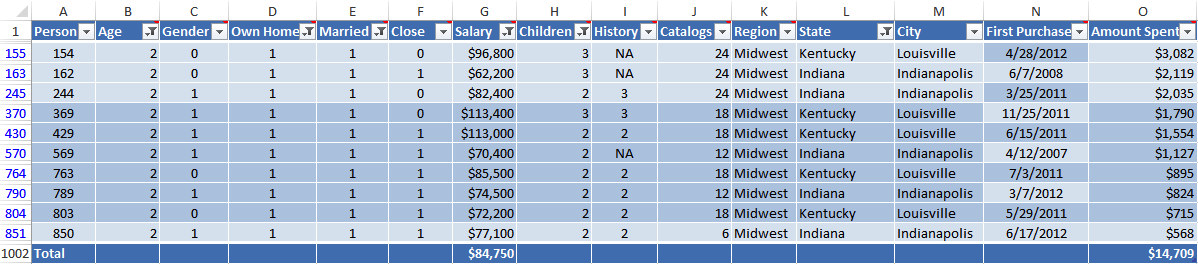 A B C D E F G H I J K L M N O
1 Person Age Gender Own Home Married Close Salary Children History Catalogs Region State City First Purchase Amount Spent
155 154 2 0 1 1 0 $96,800 3 NA 24 Midwest Kentucky Louisville 4/28/2012 $3,082
163 162 2 0 1 1 1 $62,200 3 NA 24 Midwest Indiana Indianapolis 6/7/2008 $2,119
245 244 2 1 1 1 0 $82,400 2 3 24 Midwest Indiana Indianapolis 3/25/2011 $2,035
370 369 2 1 1 1 0 $113,400 3 3 18 Midwest Kentucky Louisville 11/25/2011 $1,790
430 429 2 1 1 1 1 $113,000 2 2 18 Midwest Kentucky Louisville 6/15/2011 $1,554
570 569 2 1 1 1 1 $70,400 2 NA 12 Midwest Indiana Indianapolis 4/12/2007 $1,127
764 763 2 0 1 1 1 $85,500 2 2 18 Midwest Kentucky Louisville 7/3/2011 $895
790 789 2 1 1 1 1 $74,500 2 2 12 Midwest Indiana Indianapolis 3/7/2012 $824
804 803 2 0 1 1 1 $72,200 2 2 18 Midwest Kentucky Louisville 5/29/2011 $715
851 850 2 1 1 1 1 $77,100 2 2 6 Midwest Indiana Indianapolis 6/17/2012 $568
1002 Total $84,750 $14,709